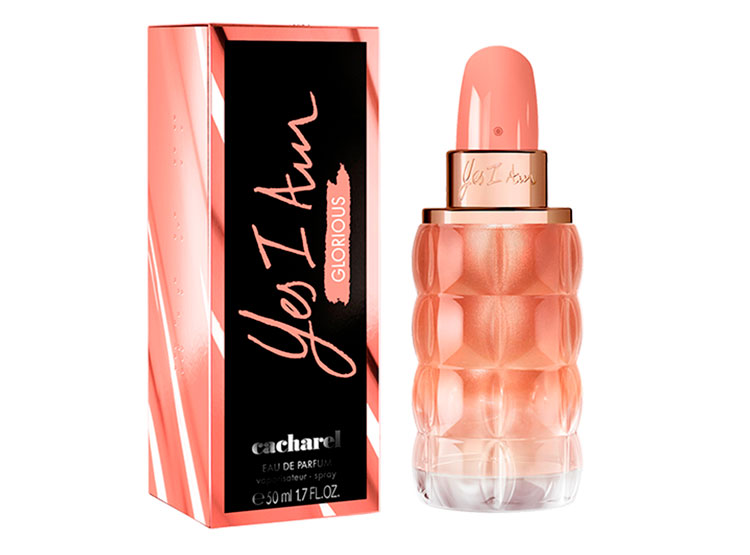 Yes I Am
GLORIOUS
cacharel
EAU DE PARFUM
vaporisateur - spray
℮50 ml 1.7 FL.OZ.
Yes I Am